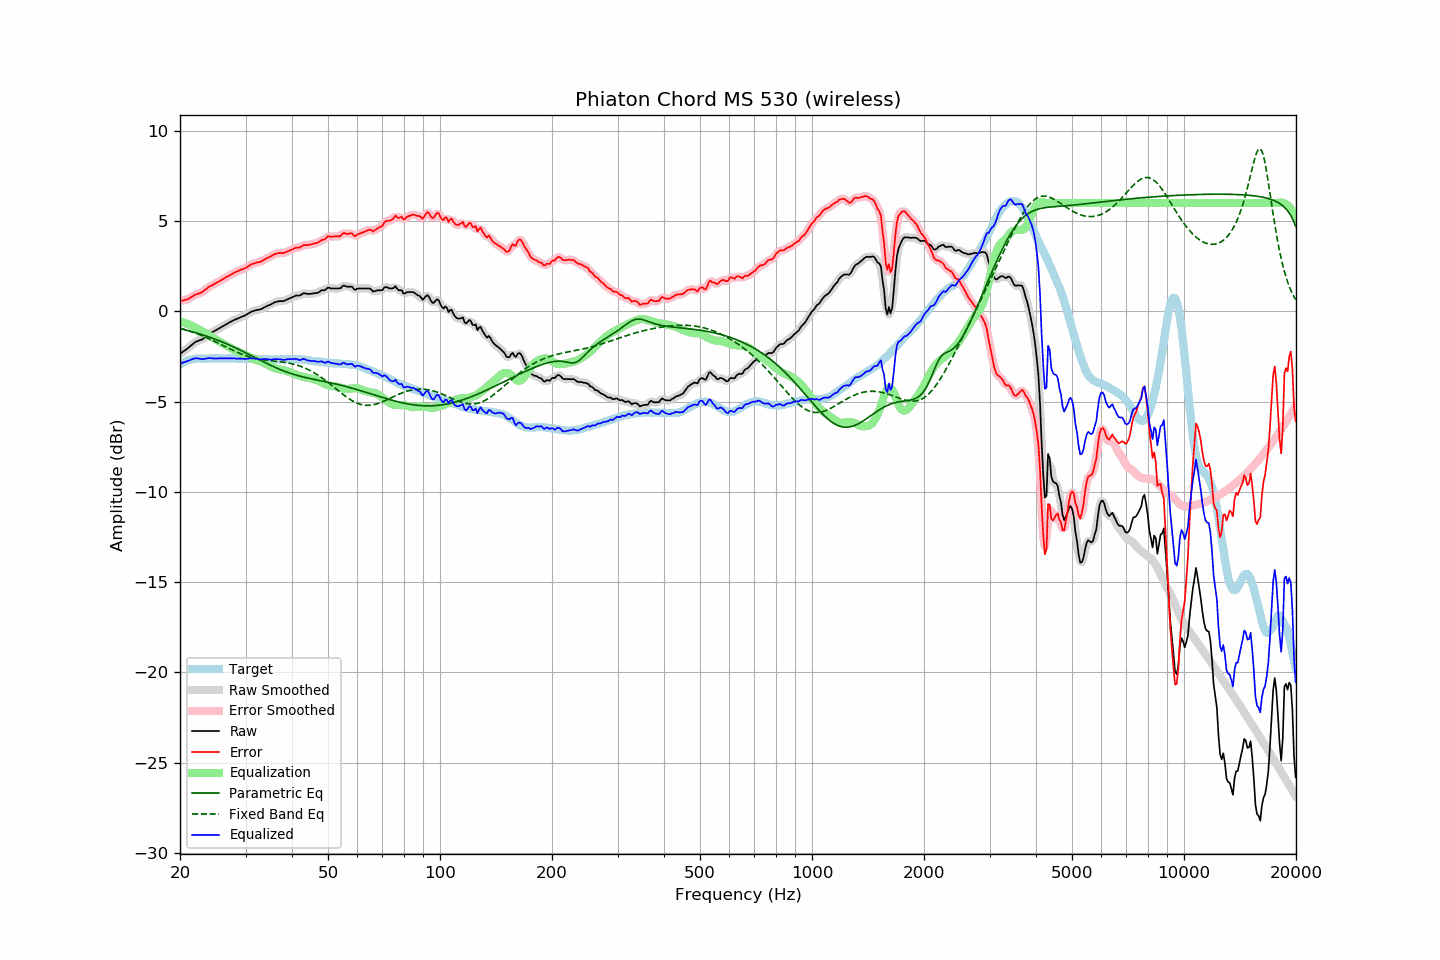 Phiaton Chord MS 530 (wireless)
Amplitude (dBr)
10
5
0
−5
−10
−15
−20
−25
−30
Target
Raw Smoothed
Error Smoothed
Raw
Error
Equalization
Parametric Eq
Fixed Band Eq
Equalized
20 50 100 200 500 1000 2000 5000 10000 20000
Frequency (Hz)